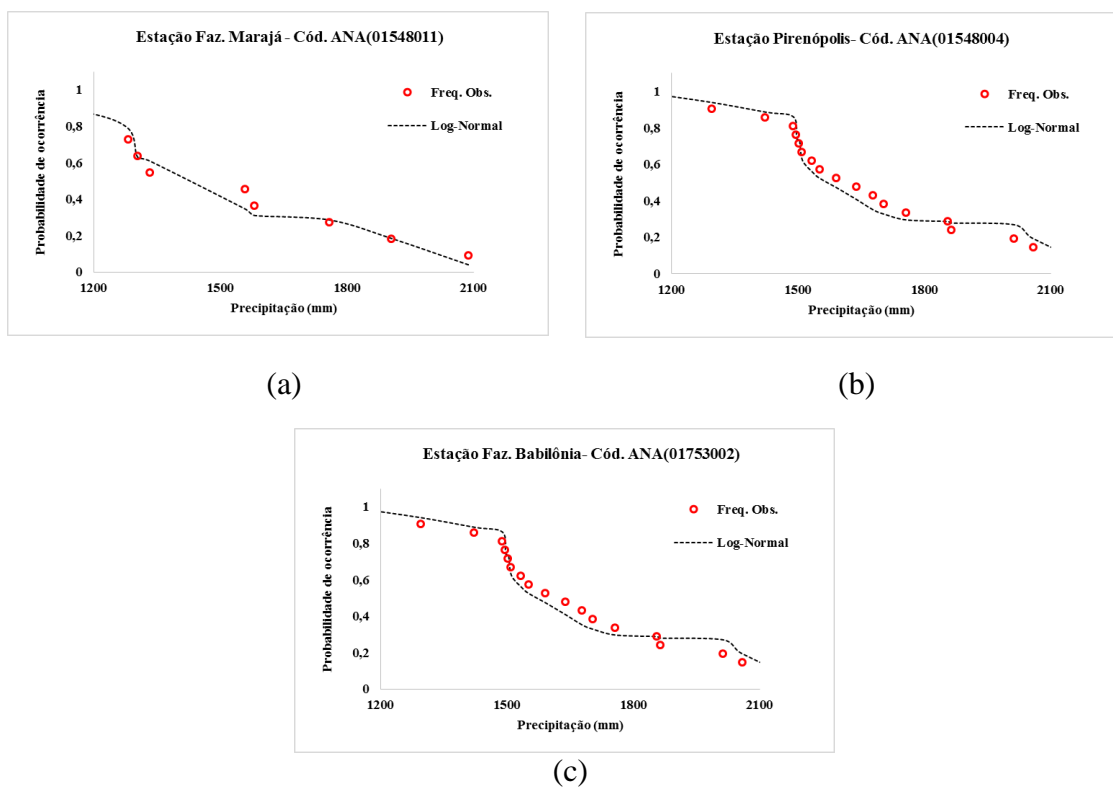 Estação Faz. Marajá - Cód. ANA(01548011)
Probabilidade de ocorrência
1
0,8
0,6
0,4
0,2
0
Freq. Obs.
Log-Normal
1200 1500 1800 2100
Precipitação (mm)
(a)
Estação Pirenópolis- Cód. ANA(01548004)
Probabilidade de ocorrência
1
0,8
0,6
0,4
0,2
0
Freq. Obs.
Log-Normal
1200 1500 1800 2100
Precipitação (mm)
(b)
Estação Faz. Babilônia- Cód. ANA(01753002)
Probabilidade de ocorrência
1
0,8
0,6
0,4
0,2
0
Freq. Obs.
Log-Normal
1200 1500 1800 2100
Precipitação (mm)
(c)